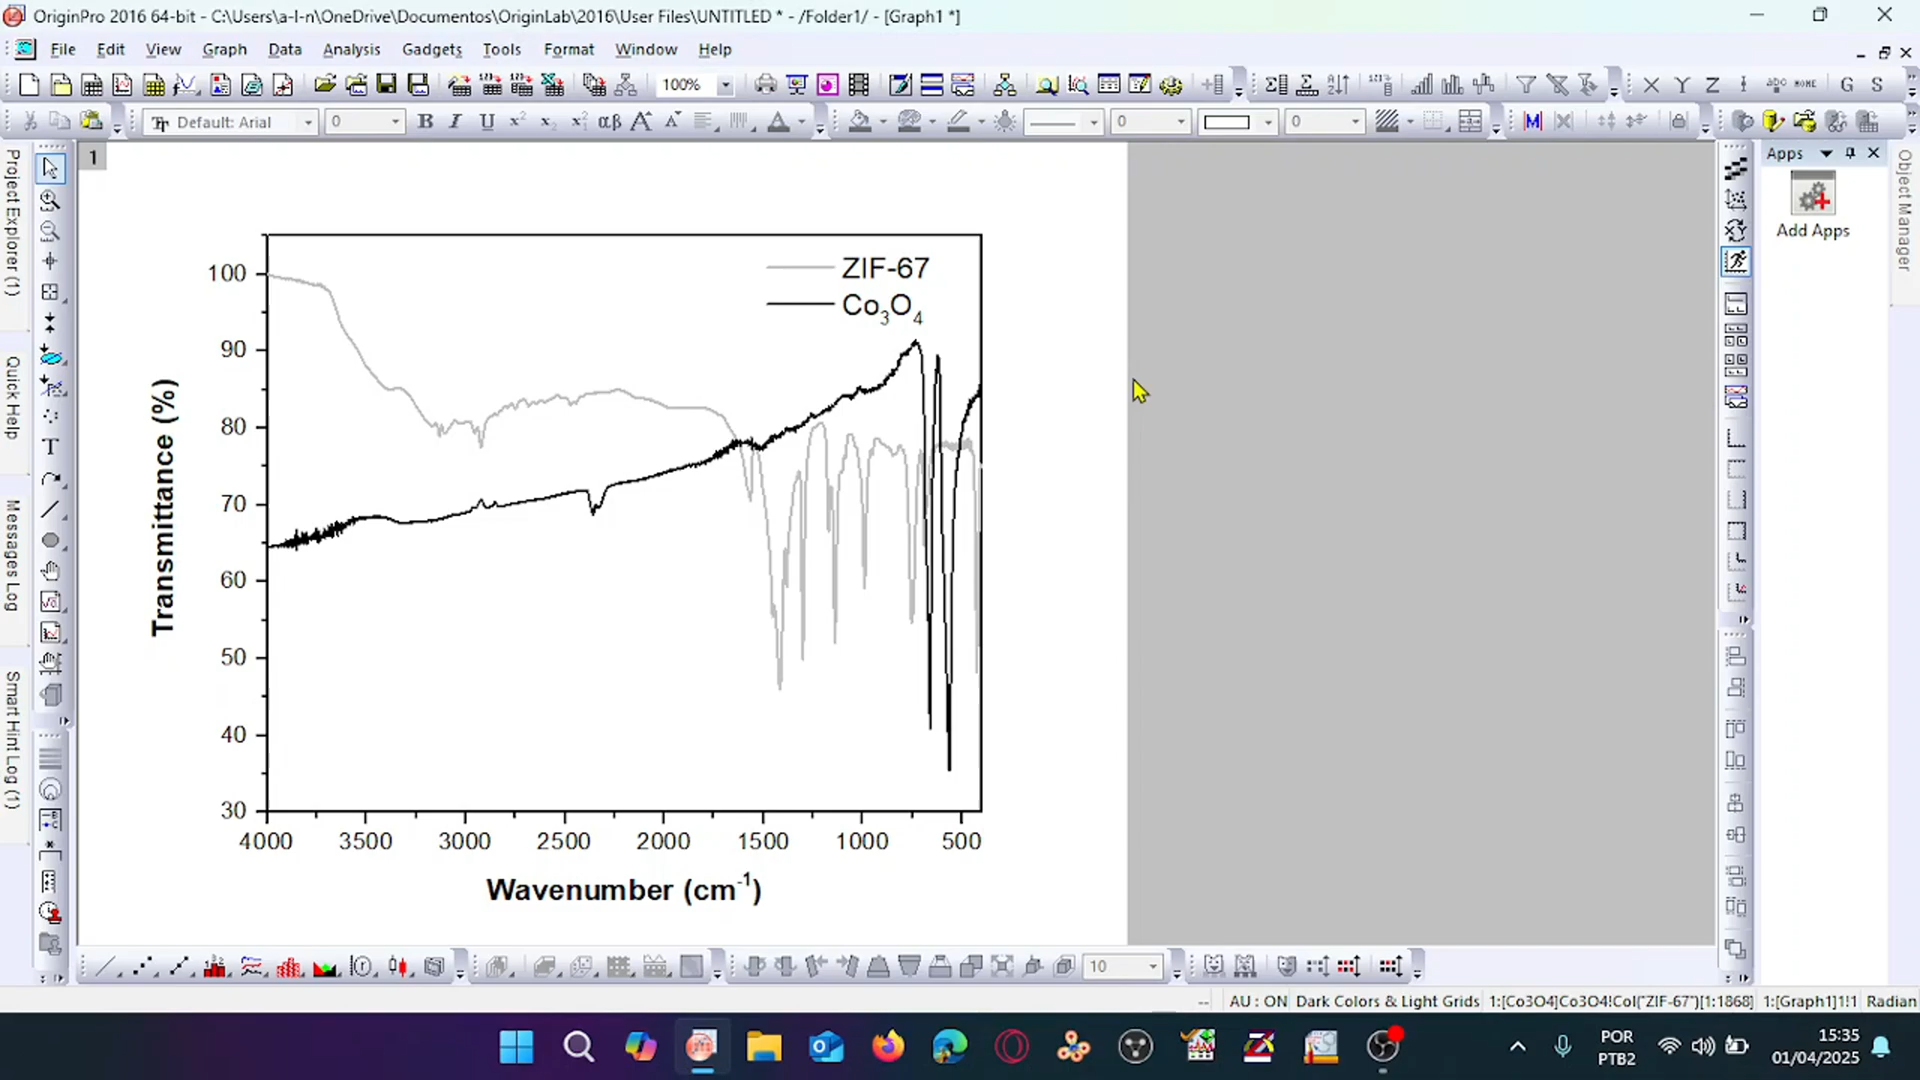 OriginPro 2016 64-bit - C:\Users\a-l-n\OneDrive\Documentos\OriginLab\2016\User Files\UNTITLED * - /Folder1/ - [Graph1 *]
File Edit View Graph Data Analysis Gadgets Tools Format Window Help
100%
X Y Z
HOME
G S
Default: Arial 0 B I U x² x₂ αβ A A A 0 0
M
Project Explorer (1)
Quick Help
Messages Log
Smart Hint Log (1)
1
T
Apps
Add Apps
Object Manager
ZIF-67
Co₃O₄
100
90
80
70
60
50
40
30
Transmittance (%)
4000 3500 3000 2500 2000 1500 1000 500
Wavenumber (cm⁻¹)
10
-- AU : ON Dark Colors & Light Grids 1:[Co3O4]Co3O4!Col("ZIF-67")[1:1868] 1:[Graph1]1!1 Radian
POR
PTB2
15:35
01/04/2025